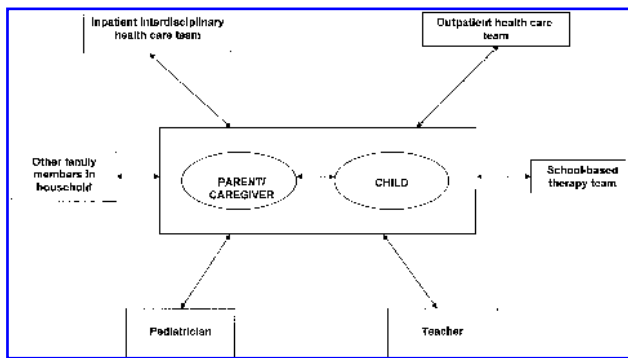 Inpatient interdisciplinary
health care team
Outpatient health care
team
Other family
members in
household
PARENT/
CAREGIVER
CHILD
School-based
therapy team
Pediatrician
Teacher